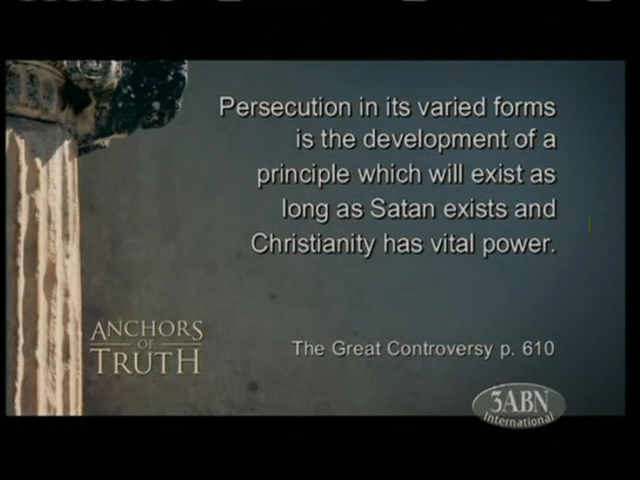 Persecution in its varied forms
is the development of a
principle which will exist as
long as Satan exists and
Christianity has vital power.
ANCHORS
OF
TRUTH
The Great Controversy p. 610
3ABN
International